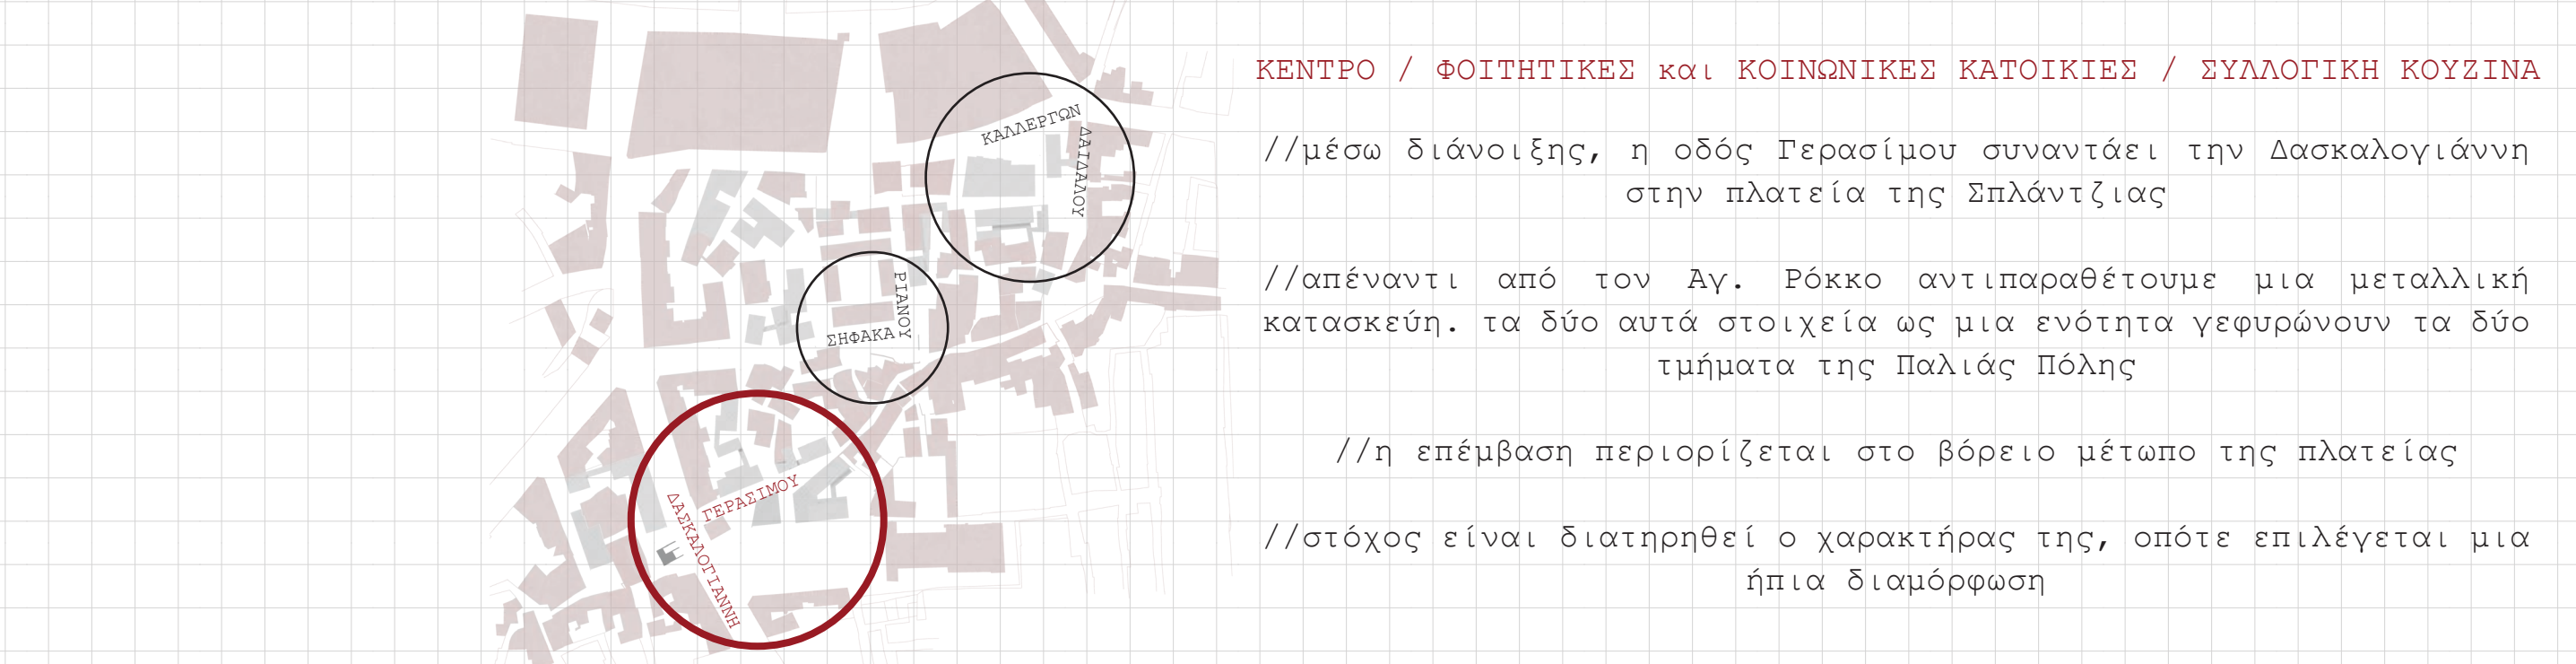 ΚΕΝΤΡΟ / ΦΟΙΤΗΤΙΚΕΣ και ΚΟΙΝΩΝΙΚΕΣ ΚΑΤΟΙΚΙΕΣ / ΣΥΛΛΟΓΙΚΗ ΚΟΥΖΙΝΑ
//μέσω διάνοιξης, η οδός Γερασίμου συναντάει την Δασκαλογιάννη
στην πλατεία της Σπλάντζιας
//απέναντι από τον Αγ. Ρόκκο αντιπαραθέτουμε μια μεταλλική
κατασκεύη. τα δύο αυτά στοιχεία ως μια ενότητα γεφυρώνουν τα δύο
τμήματα της Παλιάς Πόλης
//η επέμβαση περιορίζεται στο βόρειο μέτωπο της πλατείας
//στόχος είναι διατηρηθεί ο χαρακτήρας της, οπότε επιλέγεται μια
ήπια διαμόρφωση
ΚΑΛΛΕΡΓΩΝ
ΔΑΙΔΑΛΟΥ
ΡΙΑΝΟΥ
ΣΗΦΑΚΑ
ΓΕΡΑΣΙΜΟΥ
ΔΑΣΚΑΛΟΓΙΑΝΝΗ